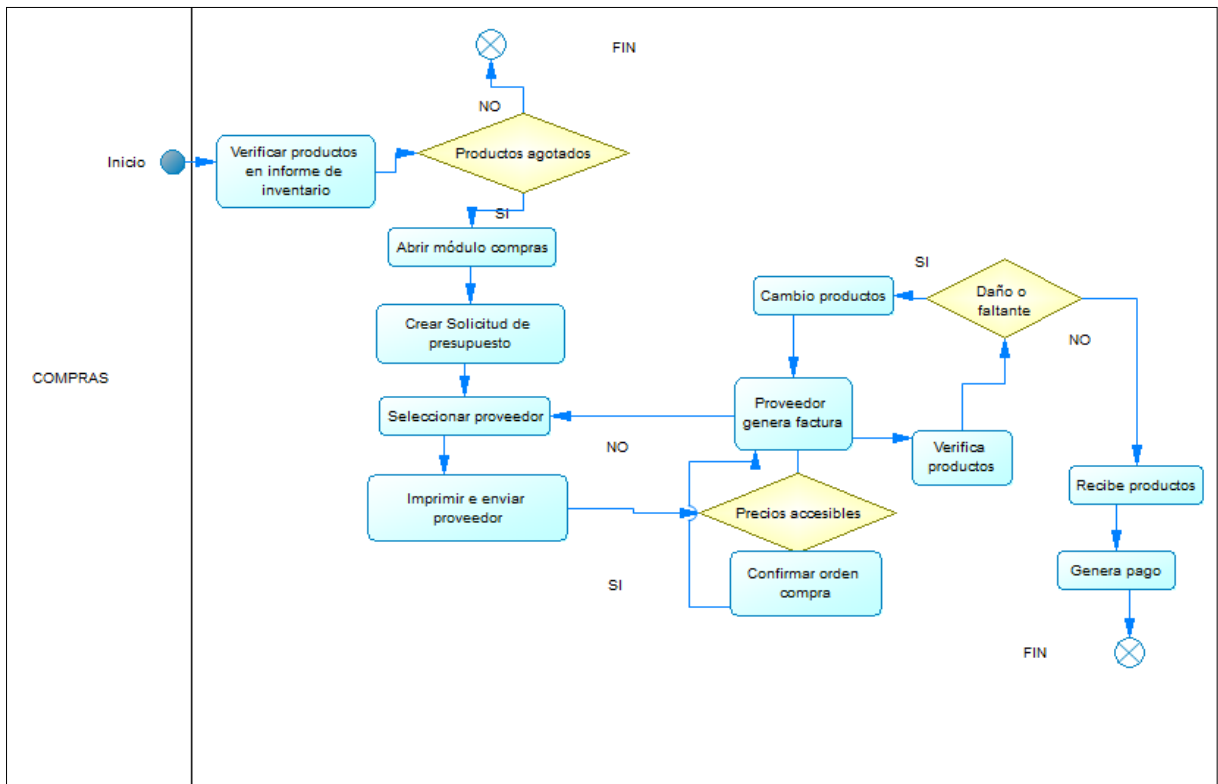 FIN
NO
Inicio
Verificar productos
en informe de
inventario
Productos agotados
SI
Abrir módulo compras
Crear Solicitud de
presupuesto
COMPRAS
Seleccionar proveedor
Imprimir e enviar
proveedor
NO
SI
Cambio productos
Proveedor
genera factura
Precios accesibles
Confirmar orden
compra
SI
Daño o
faltante
NO
Verifica
productos
Recibe productos
Genera pago
FIN